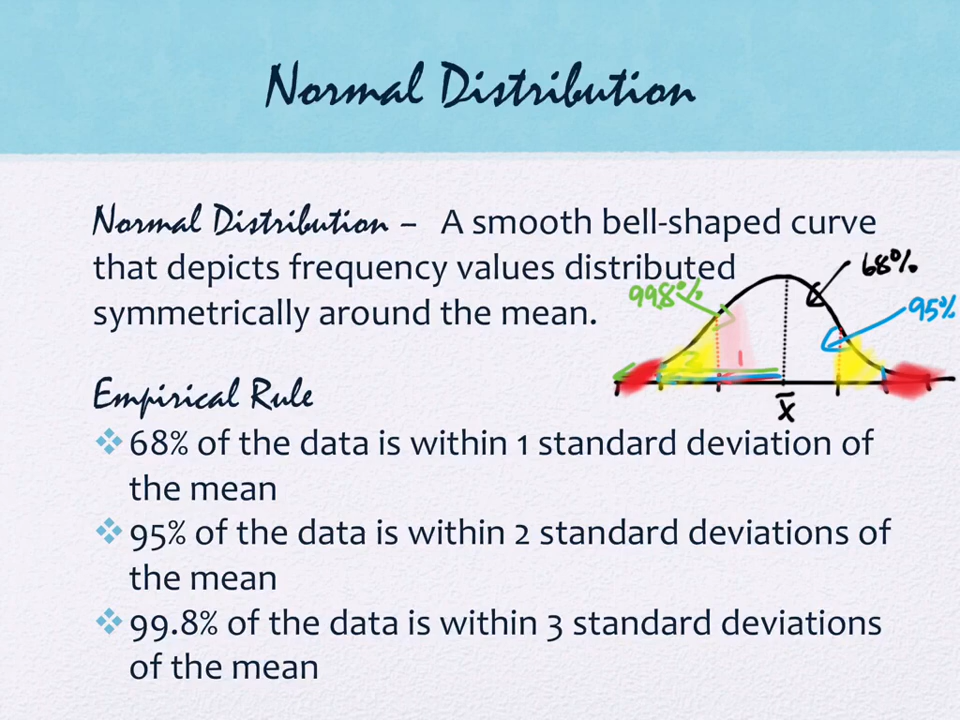 Normal Distribution
Normal Distribution – A smooth bell-shaped curve
that depicts frequency values distributed
symmetrically around the mean.
68%
99.8%
95%
2
1
x̄
Empirical Rule
❖ 68% of the data is within 1 standard deviation of
the mean
❖ 95% of the data is within 2 standard deviations of
the mean
❖ 99.8% of the data is within 3 standard deviations
of the mean